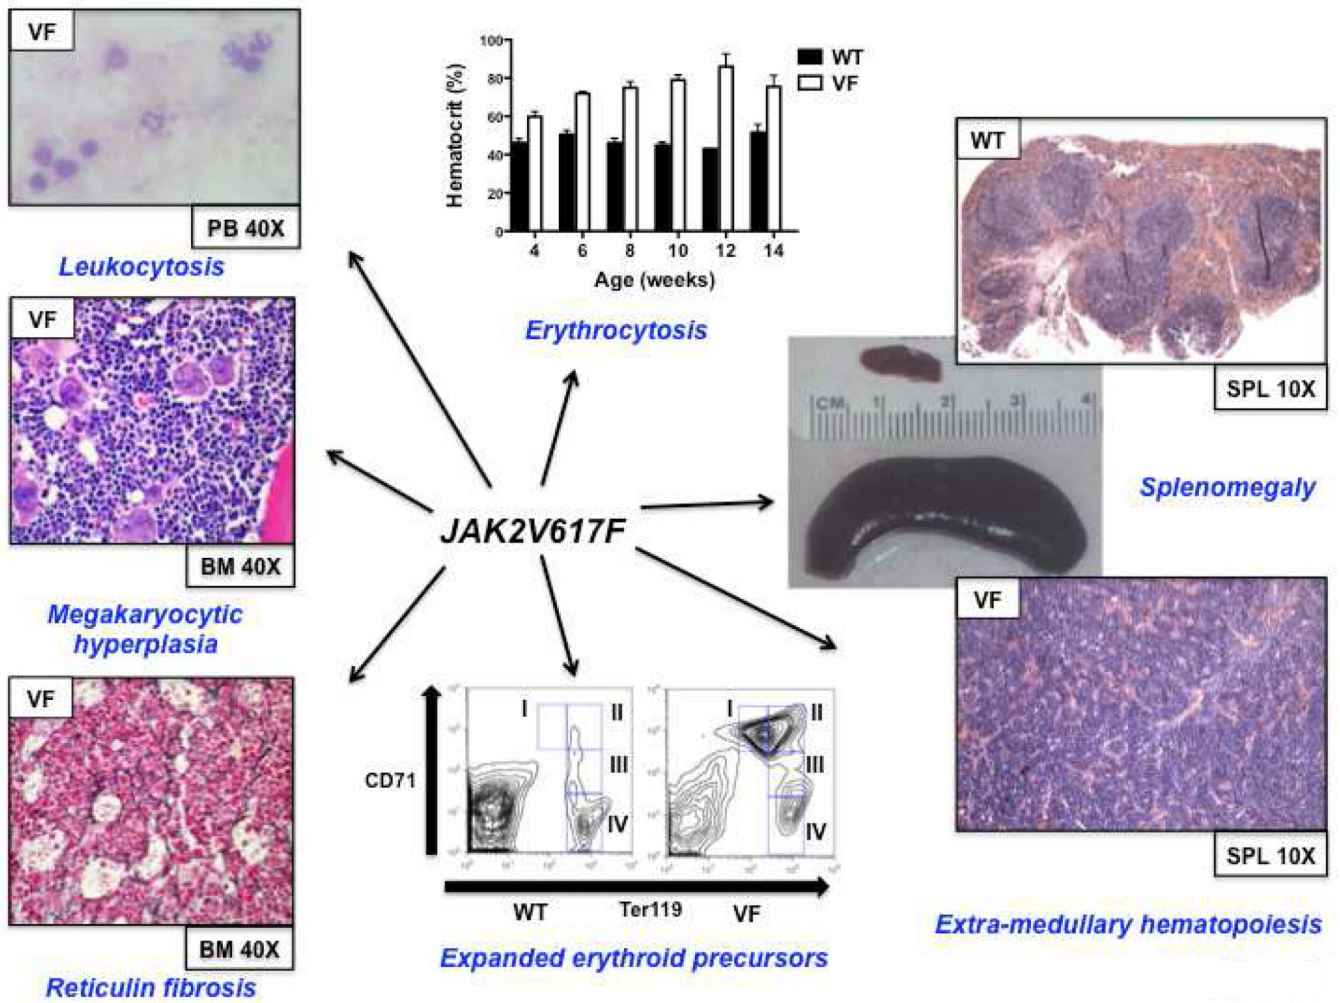 VF
PB 40X
Leukocytosis
VF
BM 40X
Megakaryocytic
hyperplasia
VF
BM 40X
Reticulin fibrosis
Hematocrit (%)
100
80
60
40
20
0
4 6 8 10 12 14
Age (weeks)
WT
VF
Erythrocytosis
JAK2V617F
WT
SPL 10X
CM 1 2 3 4
Splenomegaly
VF
SPL 10X
Extra-medullary hematopoiesis
CD71
I II
III
IV
I II
III
IV
WT Ter119 VF
Expanded erythroid precursors